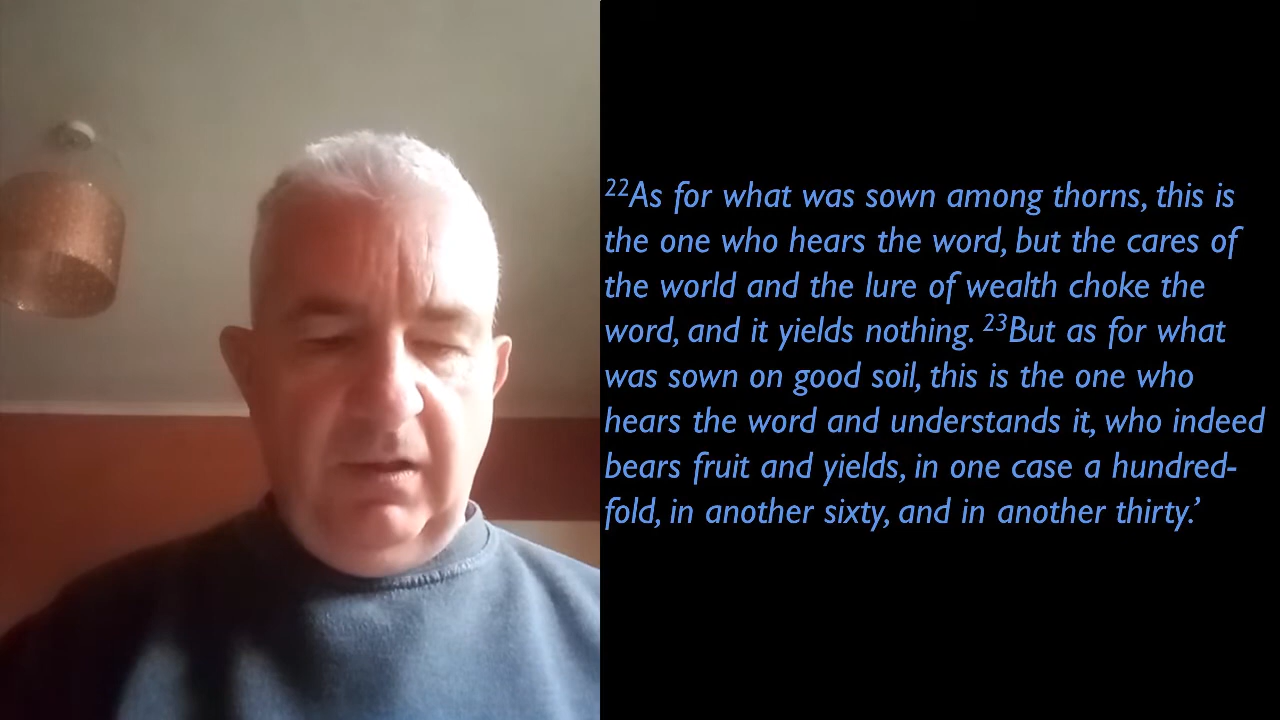 ²²As for what was sown among thorns, this is
the one who hears the word, but the cares of
the world and the lure of wealth choke the
word, and it yields nothing. ²³But as for what
was sown on good soil, this is the one who
hears the word and understands it, who indeed
bears fruit and yields, in one case a hundred-
fold, in another sixty, and in another thirty.’